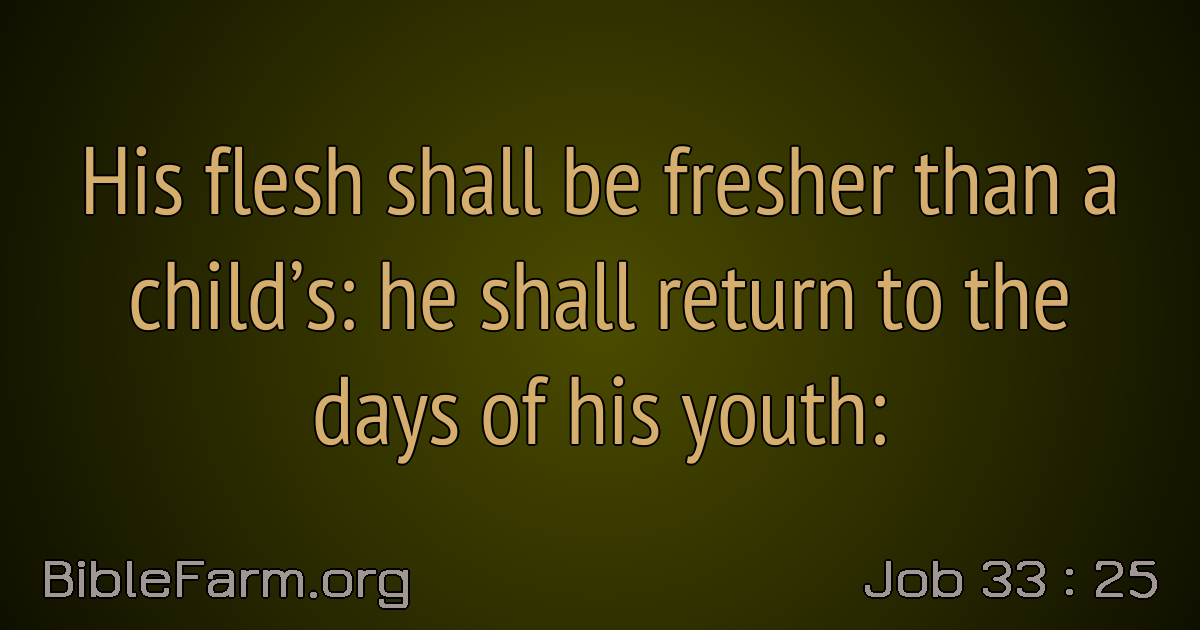 His flesh shall be fresher than a
child’s: he shall return to the
days of his youth:
BibleFarm.org
Job 33 : 25